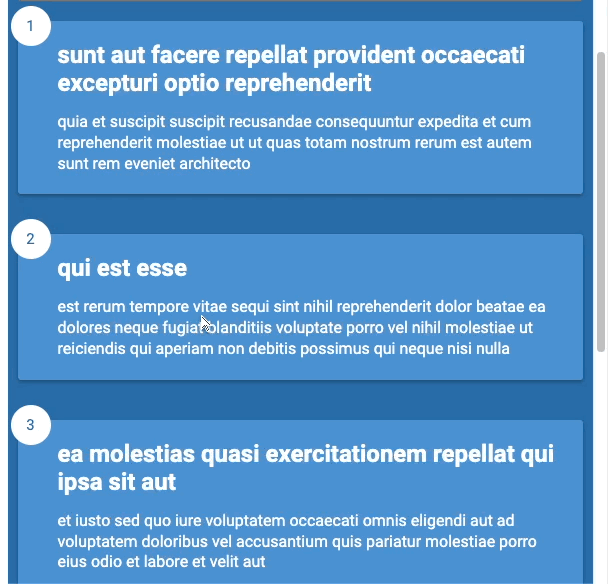 1
sunt aut facere repellat provident occaecati
excepturi optio reprehenderit
quia et suscipit suscipit recusandae consequuntur expedita et cum
reprehenderit molestiae ut ut quas totam nostrum rerum est autem
sunt rem eveniet architecto
2
qui est esse
est rerum tempore vitae sequi sint nihil reprehenderit dolor beatae ea
dolores neque fugiat blanditiis voluptate porro vel nihil molestiae ut
reiciendis qui aperiam non debitis possimus qui neque nisi nulla
3
ea molestias quasi exercitationem repellat qui
ipsa sit aut
et iusto sed quo iure voluptatem occaecati omnis eligendi aut ad
voluptatem doloribus vel accusantium quis pariatur molestiae porro
eius odio et labore et velit aut